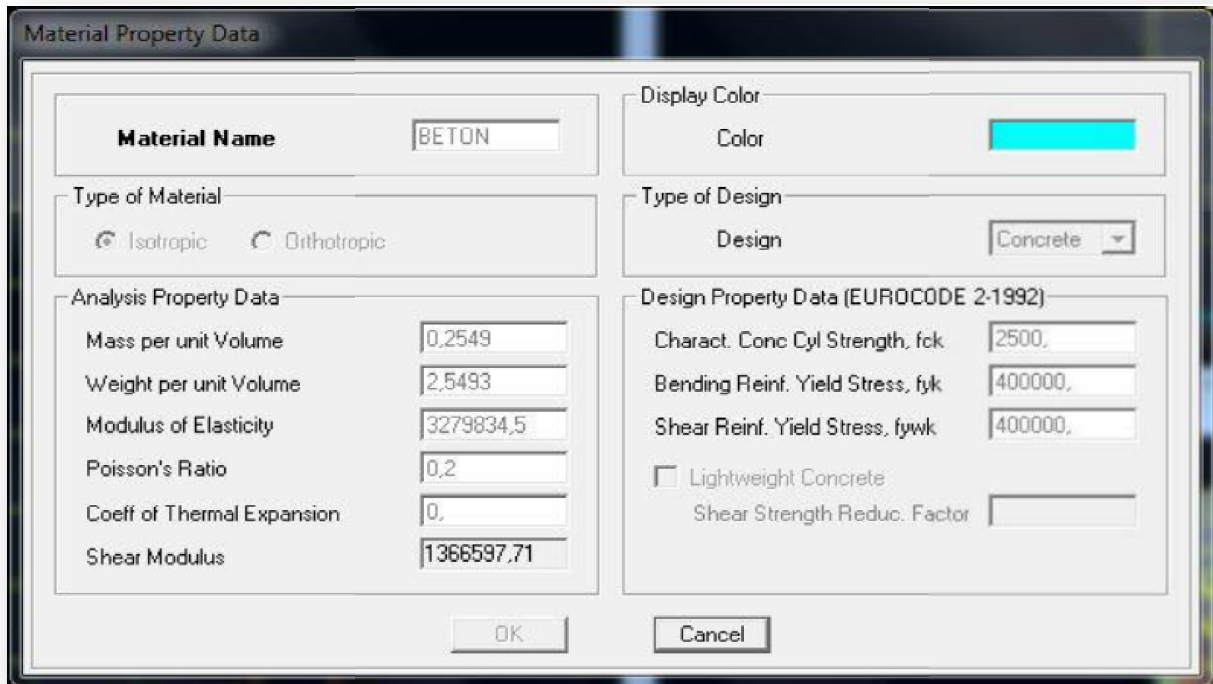 Material Property Data
Material Name BETON
Display Color
Color
Type of Material
Isotropic Orthotropic
Type of Design
Design Concrete
Analysis Property Data
Mass per unit Volume 0,2549
Weight per unit Volume 2,5493
Modulus of Elasticity 3279834,5
Poisson's Ratio 0,2
Coeff of Thermal Expansion 0,
Shear Modulus 1366597,71
Design Property Data (EUROCODE 2-1992)
Charact. Conc Cyl Strength, fck 2500,
Bending Reinf. Yield Stress, fyk 400000,
Shear Reinf. Yield Stress, fywk 400000,
Lightweight Concrete
Shear Strength Reduc. Factor
OK Cancel